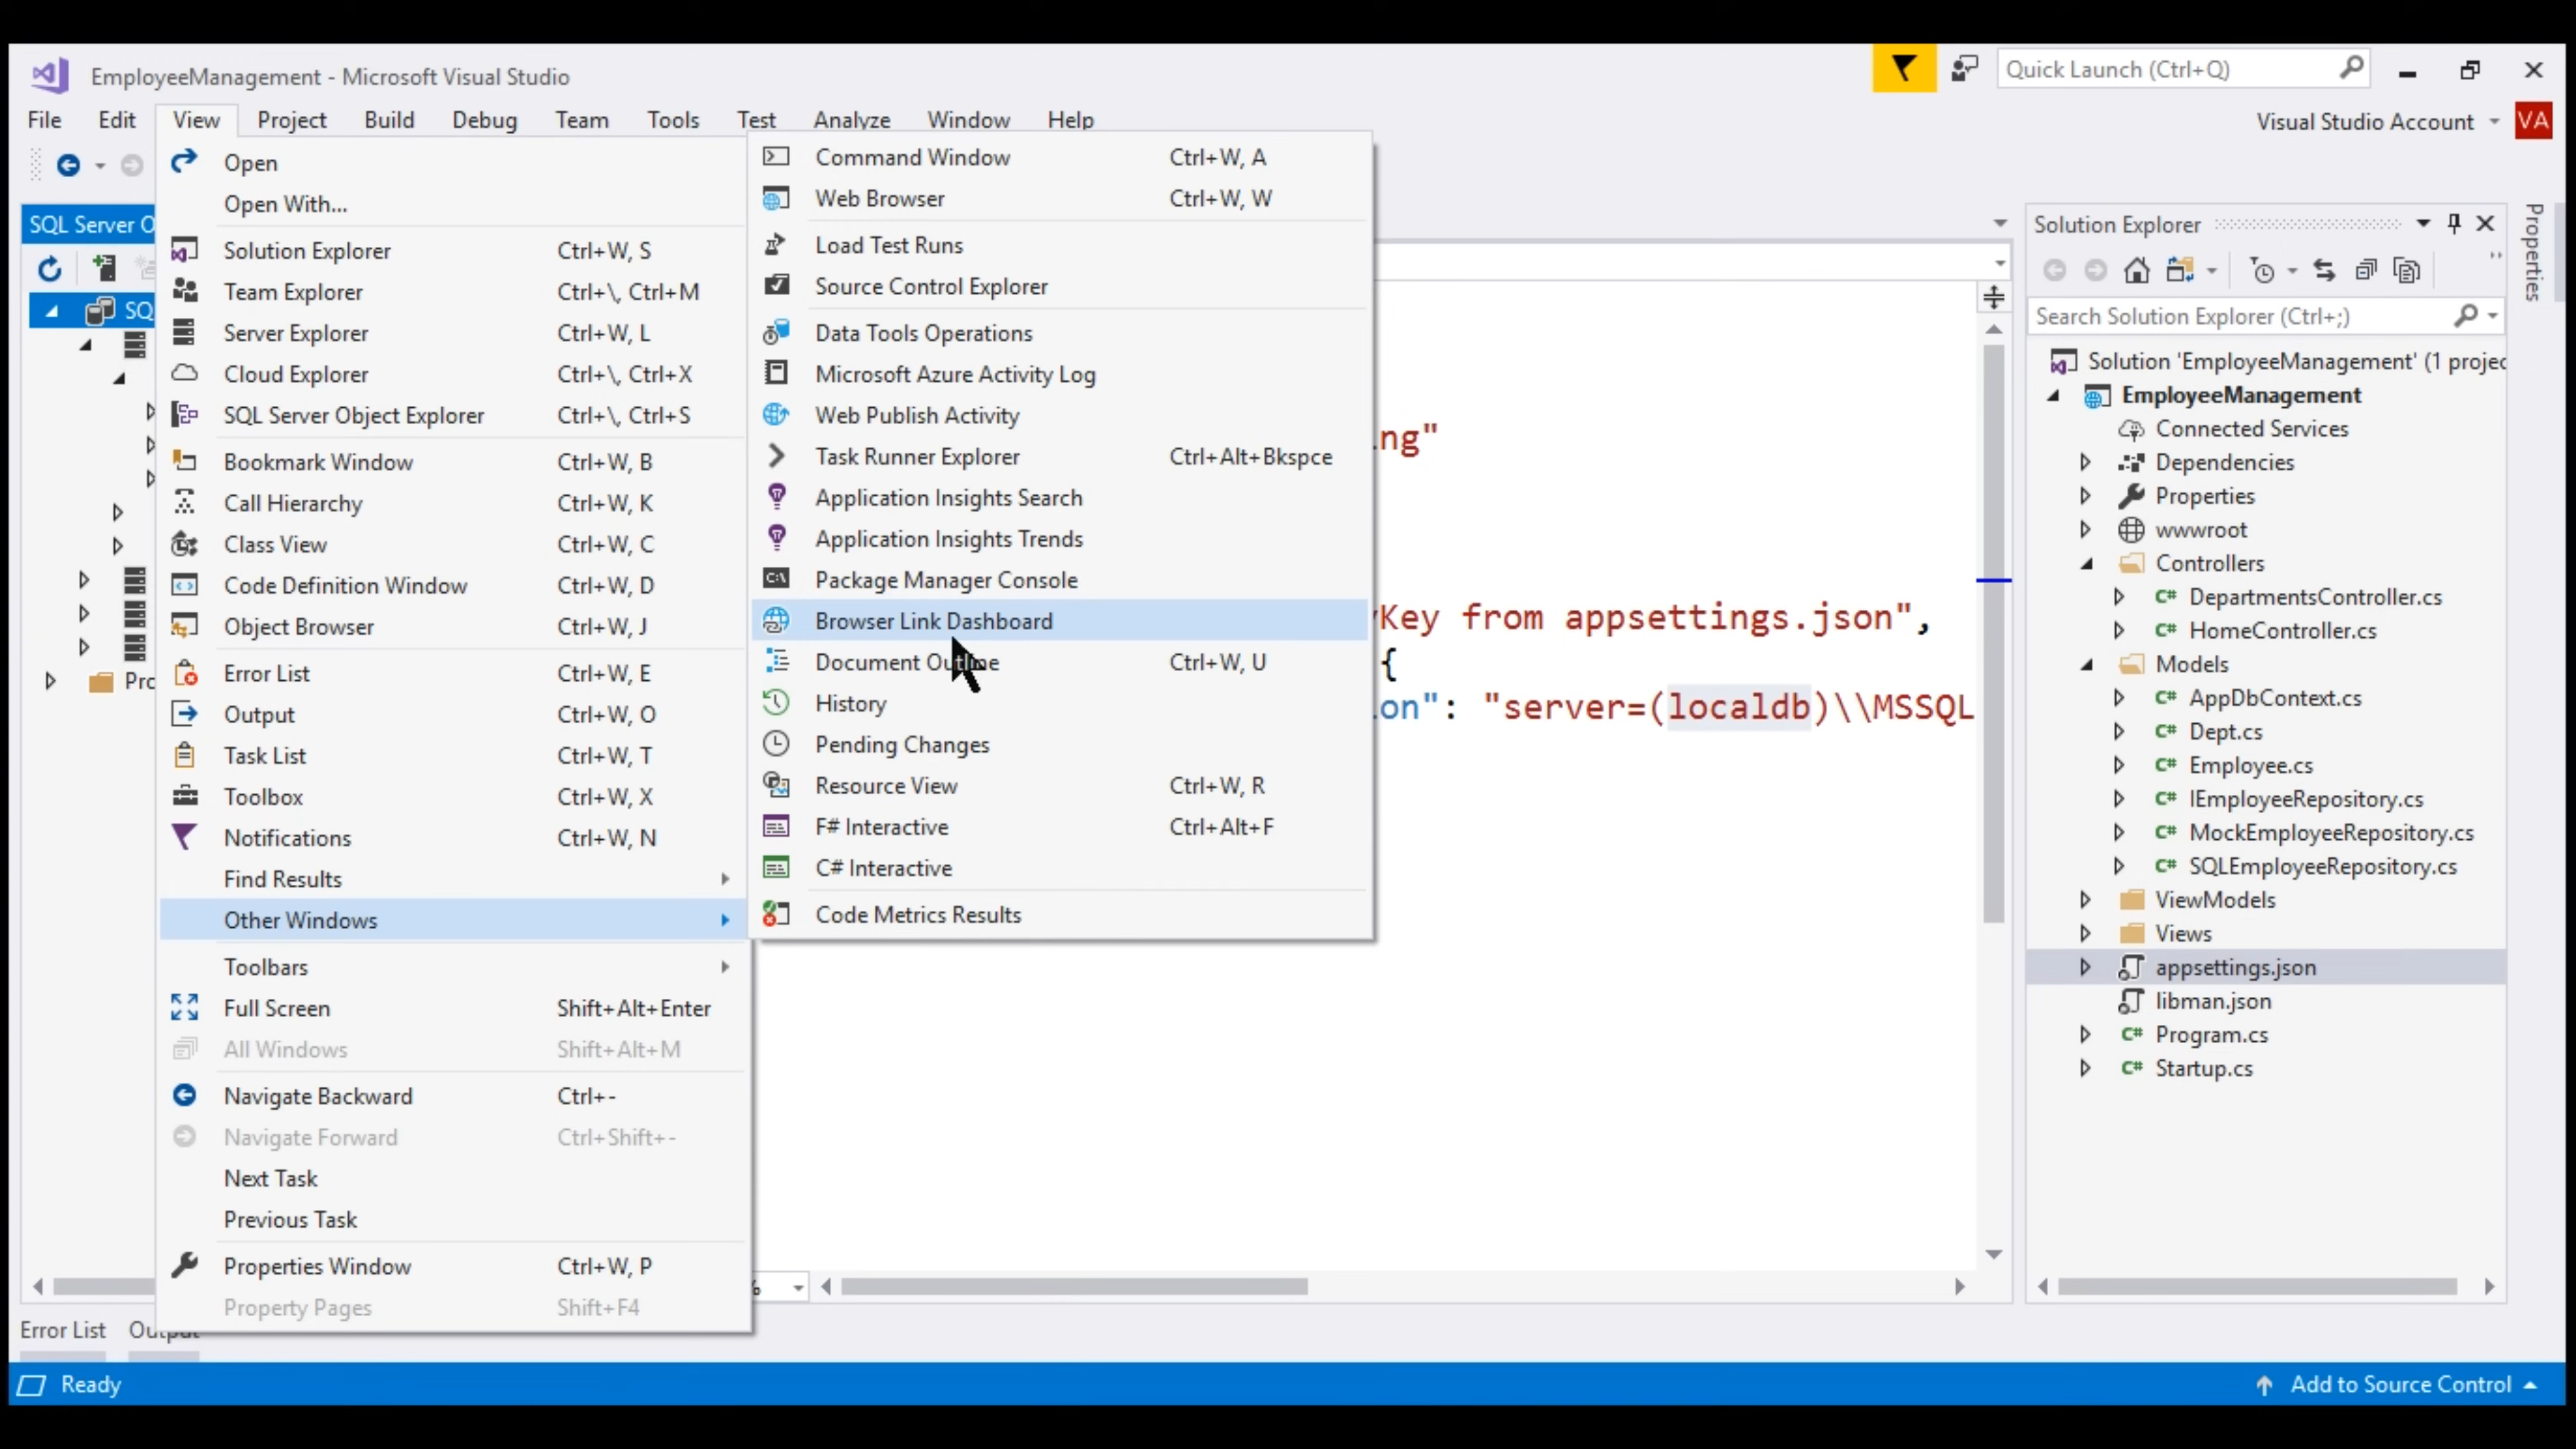 EmployeeManagement - Microsoft Visual Studio
Quick Launch (Ctrl+Q)
File Edit View Project Build Debug Team Tools Test Analyze Window Help
Visual Studio Account VA
SQL Server O
SQ
Pro
Open
Open With...
Solution Explorer Ctrl+W, S
Team Explorer Ctrl+\, Ctrl+M
Server Explorer Ctrl+W, L
Cloud Explorer Ctrl+\, Ctrl+X
SQL Server Object Explorer Ctrl+\, Ctrl+S
Bookmark Window Ctrl+W, B
Call Hierarchy Ctrl+W, K
Class View Ctrl+W, C
Code Definition Window Ctrl+W, D
Object Browser Ctrl+W, J
Error List Ctrl+W, E
Output Ctrl+W, O
Task List Ctrl+W, T
Toolbox Ctrl+W, X
Notifications Ctrl+W, N
Find Results
Other Windows
Toolbars
Full Screen Shift+Alt+Enter
All Windows Shift+Alt+M
Navigate Backward Ctrl+-
Navigate Forward Ctrl+Shift+-
Next Task
Previous Task
Properties Window Ctrl+W, P
Property Pages Shift+F4
Command Window Ctrl+W, A
Web Browser Ctrl+W, W
Load Test Runs
Source Control Explorer
Data Tools Operations
Microsoft Azure Activity Log
Web Publish Activity
Task Runner Explorer Ctrl+Alt+Bkspce
Application Insights Search
Application Insights Trends
Package Manager Console
Browser Link Dashboard
Document Outline Ctrl+W, U
History
Pending Changes
Resource View Ctrl+W, R
F# Interactive Ctrl+Alt+F
C# Interactive
Code Metrics Results
ng"
Key from appsettings.json",
{
on": "server=(localdb)\\MSSQL
Solution Explorer
Search Solution Explorer (Ctrl+;)
Solution 'EmployeeManagement' (1 projec
EmployeeManagement
Connected Services
Dependencies
Properties
wwwroot
Controllers
C# DepartmentsController.cs
C# HomeController.cs
Models
C# AppDbContext.cs
C# Dept.cs
C# Employee.cs
C# IEmployeeRepository.cs
C# MockEmployeeRepository.cs
C# SQLEmployeeRepository.cs
ViewModels
Views
appsettings.json
libman.json
C# Program.cs
C# Startup.cs
Properties
Error List Output
Ready
Add to Source Control